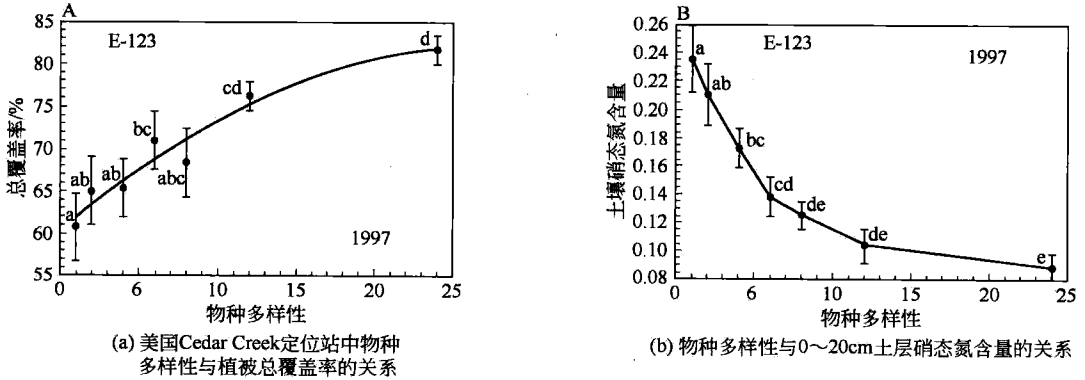 A
E-123
85
80
75
70
65
60
55
总覆盖率/%
a
ab
ab
bc
abc
cd
d
1997
0
6
10
15
20
25
物种多样性
(a) 美国Cedar Creek定位站中物种
多样性与植被总覆盖率的关系
B
E-123
1997
0.26
0.24
0.22
0.20
0.18
0.16
0.14
0.12
0.10
0.08
土壤硝态氮含量
a
ab
bc
cd
de
de
e
0
6
10
15
20
25
物种多样性
(b) 物种多样性与0～20cm土层硝态氮含量的关系